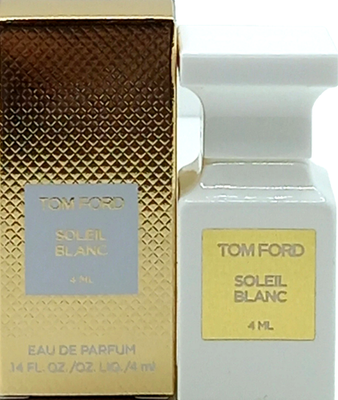 TOM FORD
SOLEIL
BLANC
4 ML
EAU DE PARFUM
.14 FL. OZ./OZ. LIQ./4 ml
TOM FORD
SOLEIL
BLANC
4 ML